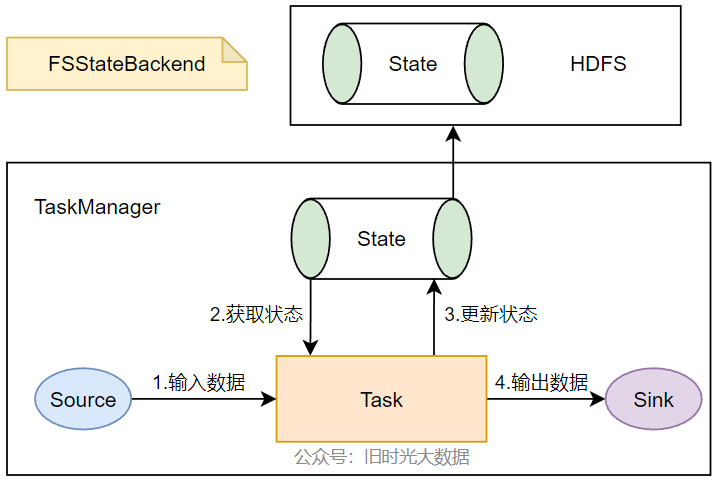 FSStateBackend
State
HDFS
TaskManager
State
2.获取状态
3.更新状态
Source
1.输入数据
Task
4.输出数据
Sink
公众号：旧时光大数据